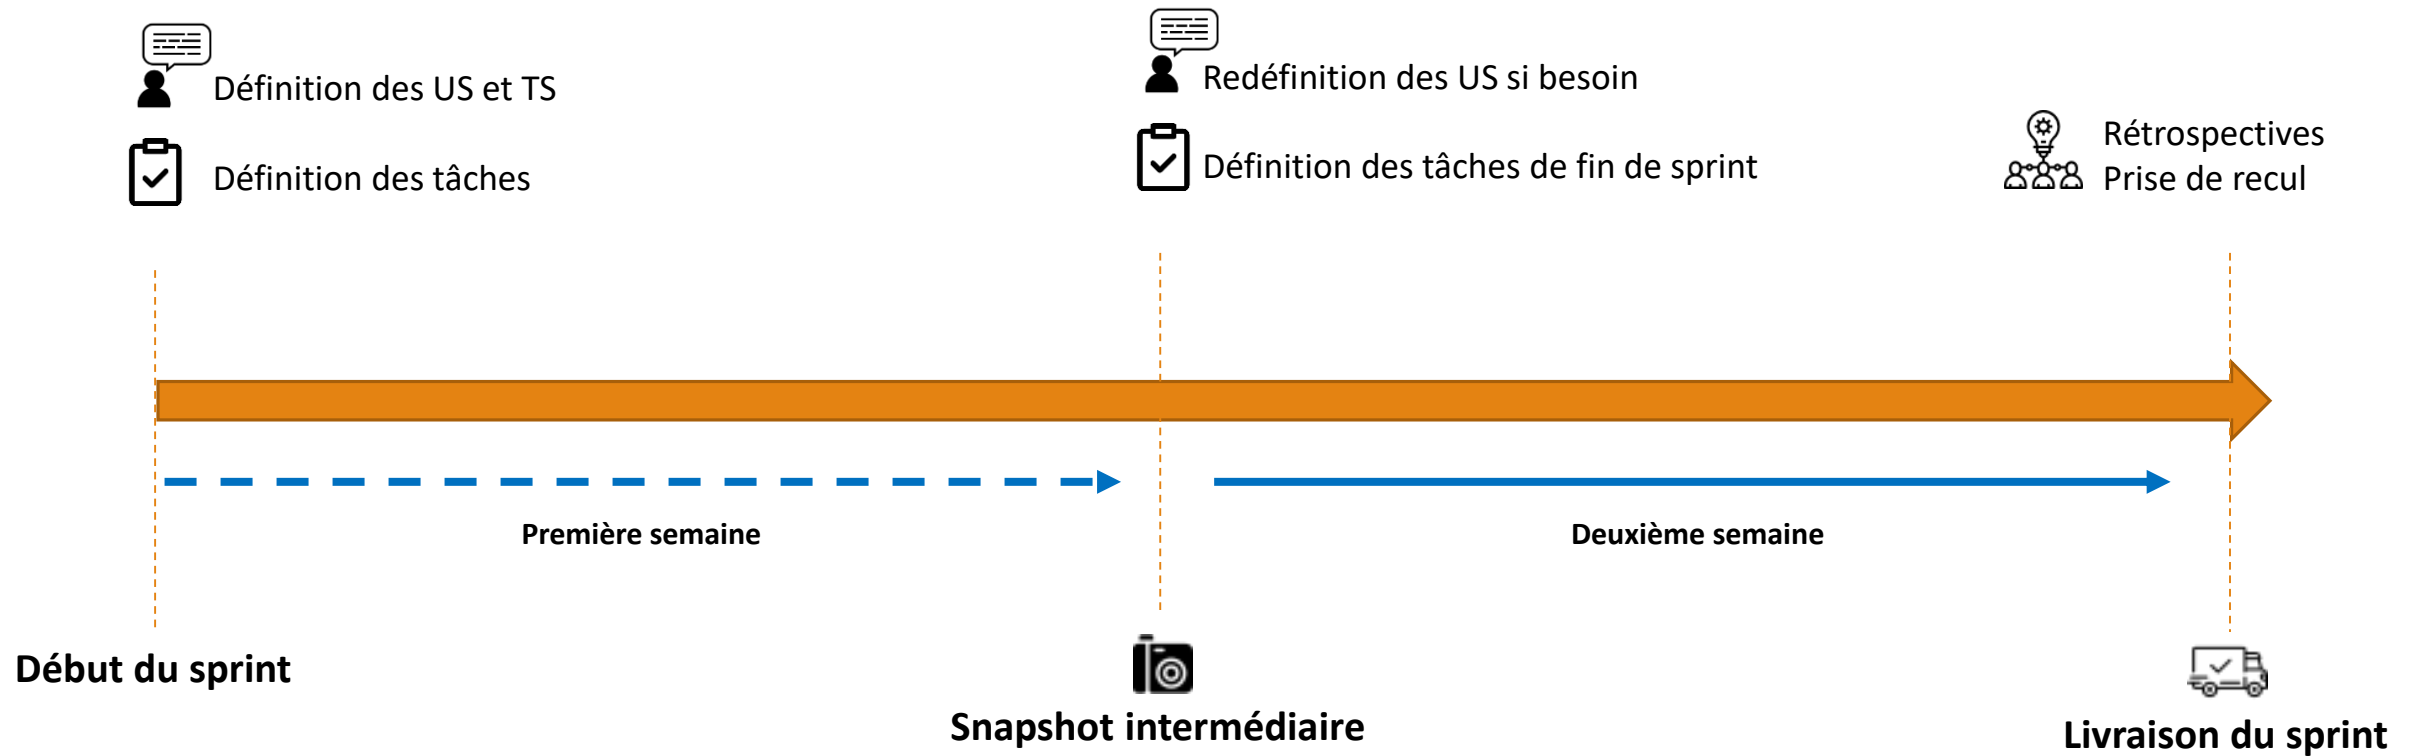 Définition des US et TS
Définition des tâches
Redéfinition des US si besoin
Définition des tâches de fin de sprint
Rétrospectives
Prise de recul
Première semaine
Deuxième semaine
Début du sprint
Snapshot intermédiaire
Livraison du sprint